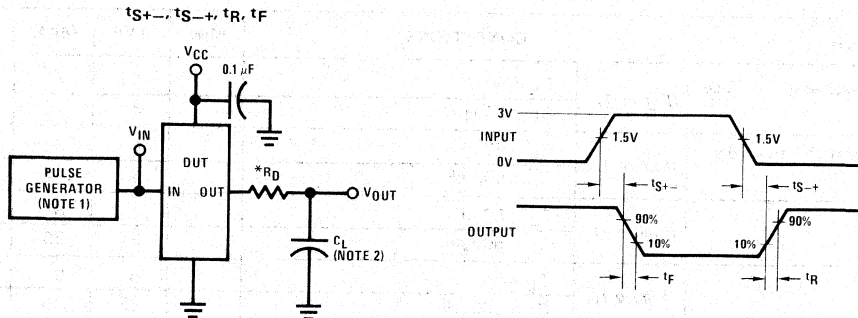 tS+–, tS–+, tR, tF
VCC
0.1 μF
VIN
DUT
PULSE
GENERATOR
(NOTE 1)
IN
OUT
*RD
VOUT
CL
(NOTE 2)
3V
INPUT
0V
1.5V
1.5V
tS+–
tS–+
OUTPUT
90%
10%
10%
90%
tF
tR